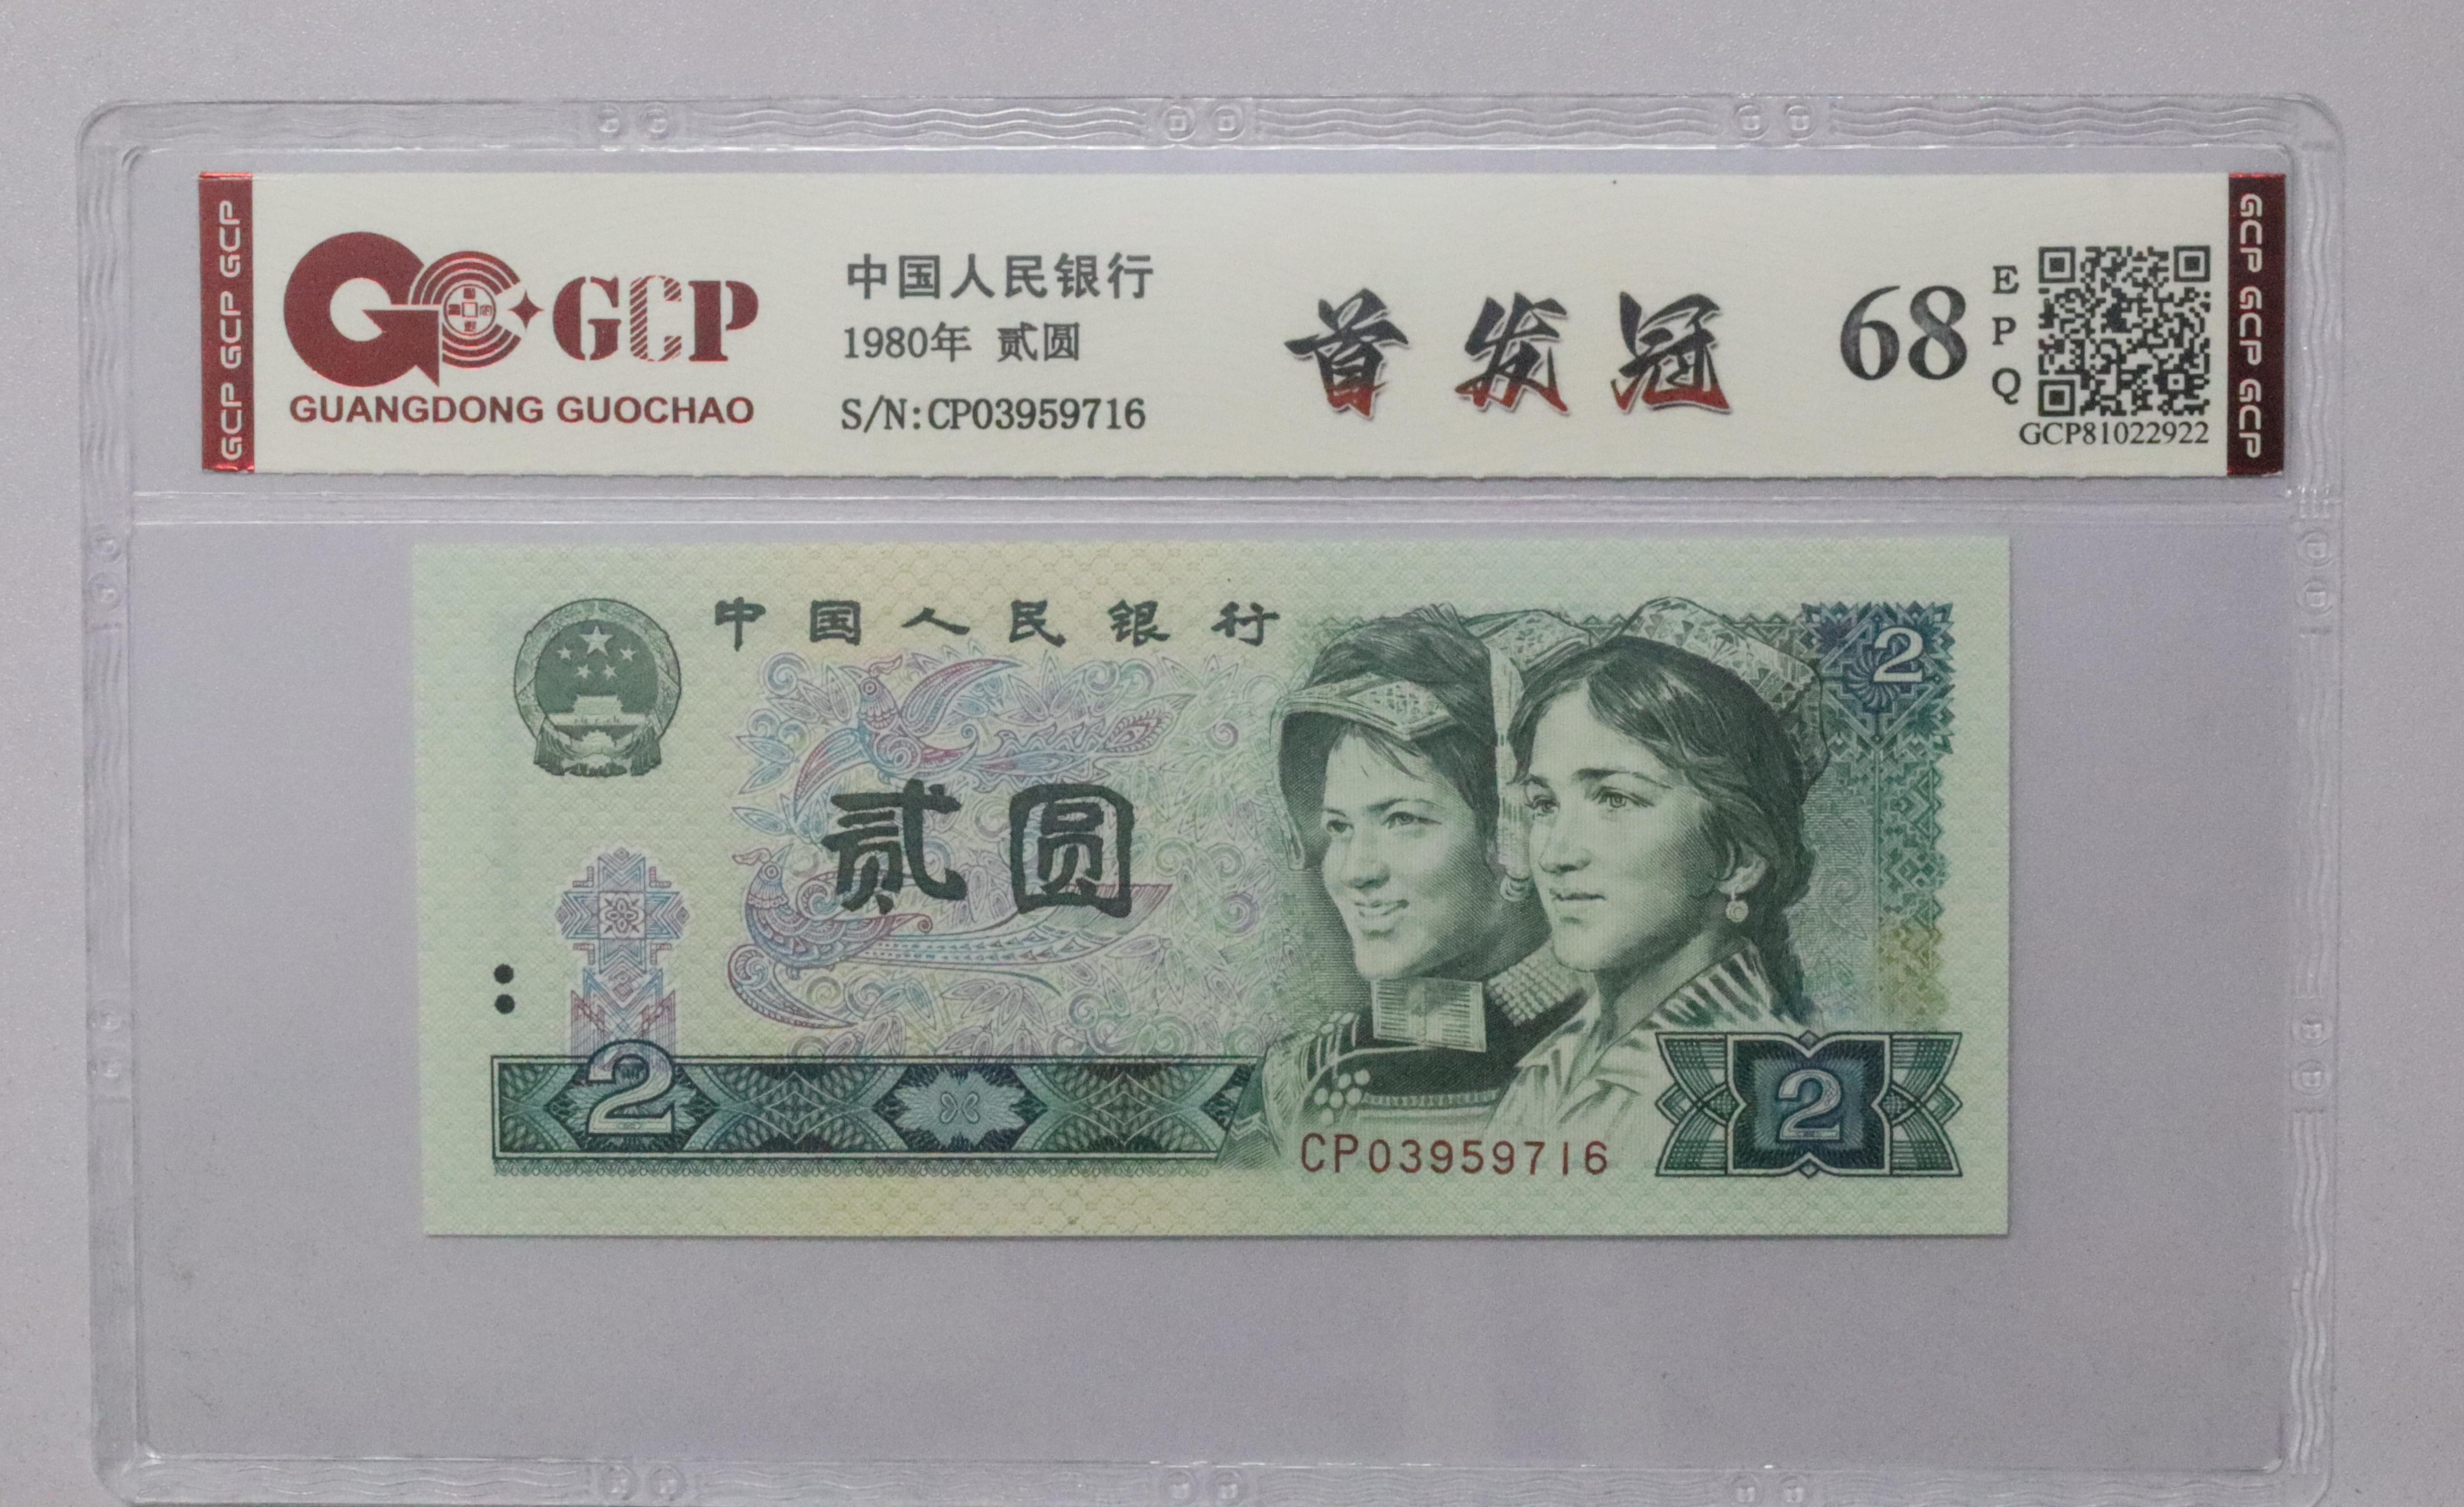 GCP GCP GCP
GCP
GUANGDONG GUOCHAO
中国人民银行
1980年 贰圆
S/N:CP03959716
首发冠
68
EPQ
GCP81022922
GCP GCP GCP
中国人民银行
2
贰圆
2
CP03959716
2